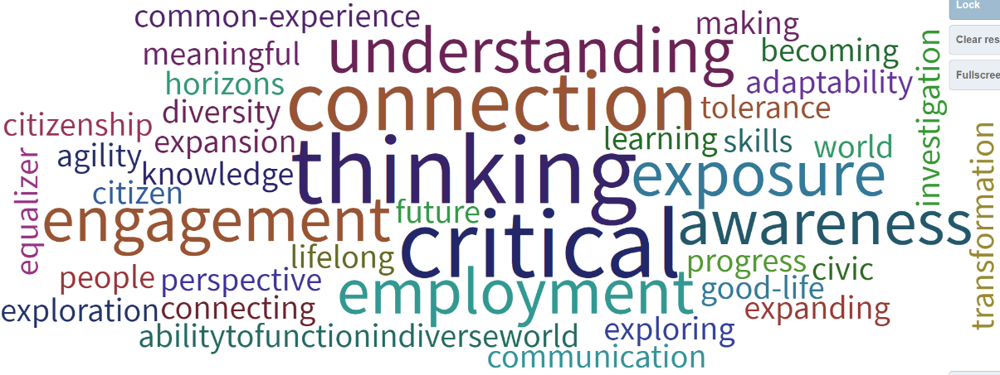 common-experience
making
Lock
understanding
meaningful
becoming
Clear res
horizons
connection
adaptability
Fullscree
diversity
tolerance
investigation
citizenship
expansion
thinking
learning
skills
world
agility
knowledge
exposure
equalizer
citizen
engagement
future
critical
awareness
transformation
lifelong
progress
civic
people
perspective
employment
good-life
exploration
connecting
expanding
abilitytofunctionindiverseworld
exploring
communication